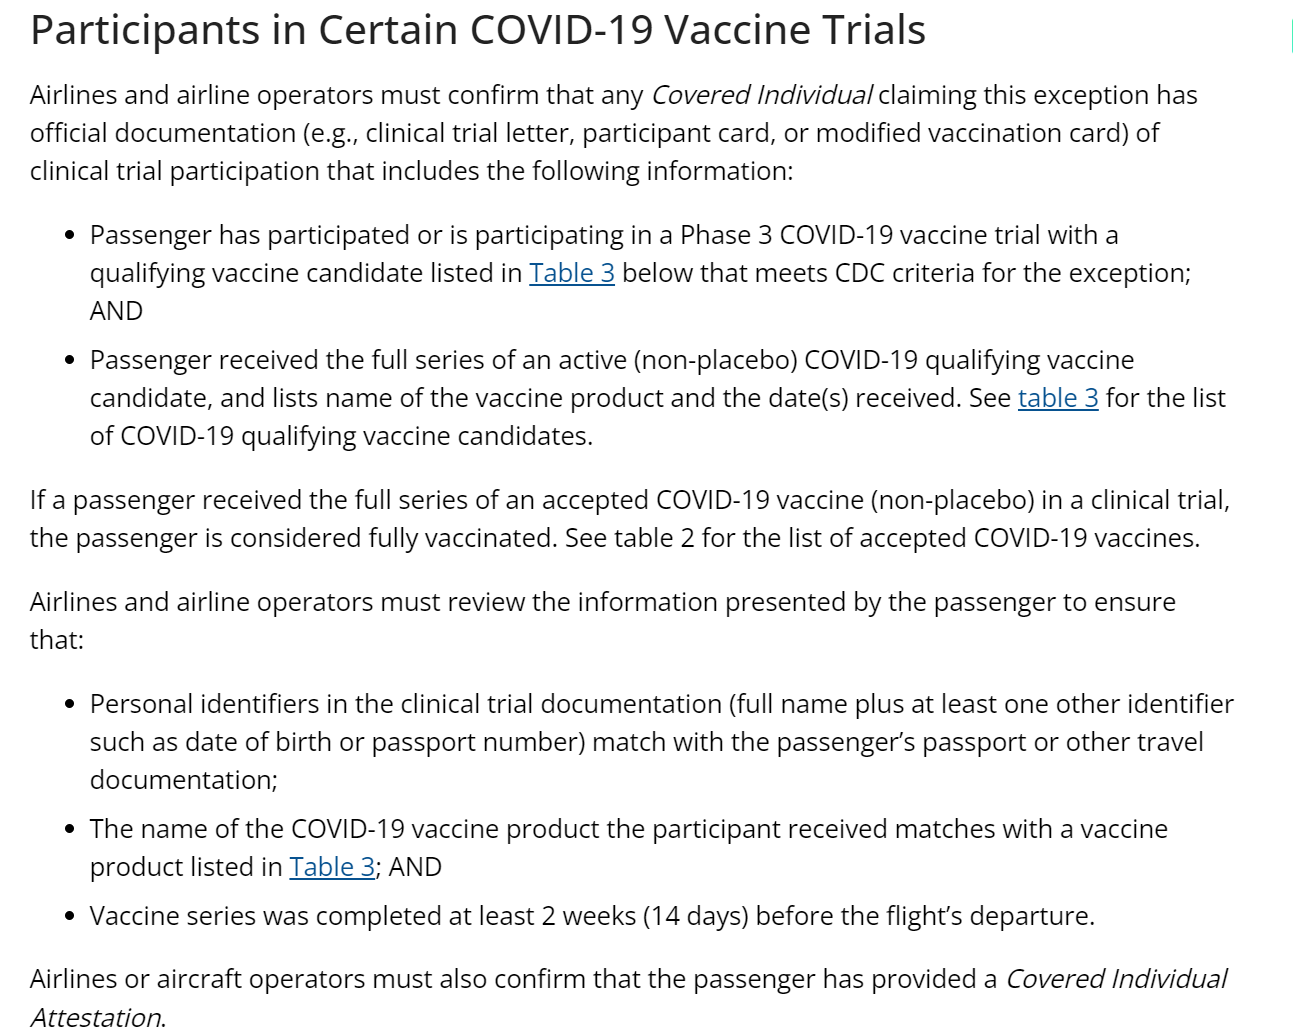 Participants in Certain COVID-19 Vaccine Trials
Airlines and airline operators must confirm that any Covered Individual claiming this exception has
official documentation (e.g., clinical trial letter, participant card, or modified vaccination card) of
clinical trial participation that includes the following information:
• Passenger has participated or is participating in a Phase 3 COVID-19 vaccine trial with a
qualifying vaccine candidate listed in Table 3 below that meets CDC criteria for the exception;
AND
• Passenger received the full series of an active (non-placebo) COVID-19 qualifying vaccine
candidate, and lists name of the vaccine product and the date(s) received. See table 3 for the list
of COVID-19 qualifying vaccine candidates.
If a passenger received the full series of an accepted COVID-19 vaccine (non-placebo) in a clinical trial,
the passenger is considered fully vaccinated. See table 2 for the list of accepted COVID-19 vaccines.
Airlines and airline operators must review the information presented by the passenger to ensure
that:
• Personal identifiers in the clinical trial documentation (full name plus at least one other identifier
such as date of birth or passport number) match with the passenger’s passport or other travel
documentation;
• The name of the COVID-19 vaccine product the participant received matches with a vaccine
product listed in Table 3; AND
• Vaccine series was completed at least 2 weeks (14 days) before the flight’s departure.
Airlines or aircraft operators must also confirm that the passenger has provided a Covered Individual
Attestation.